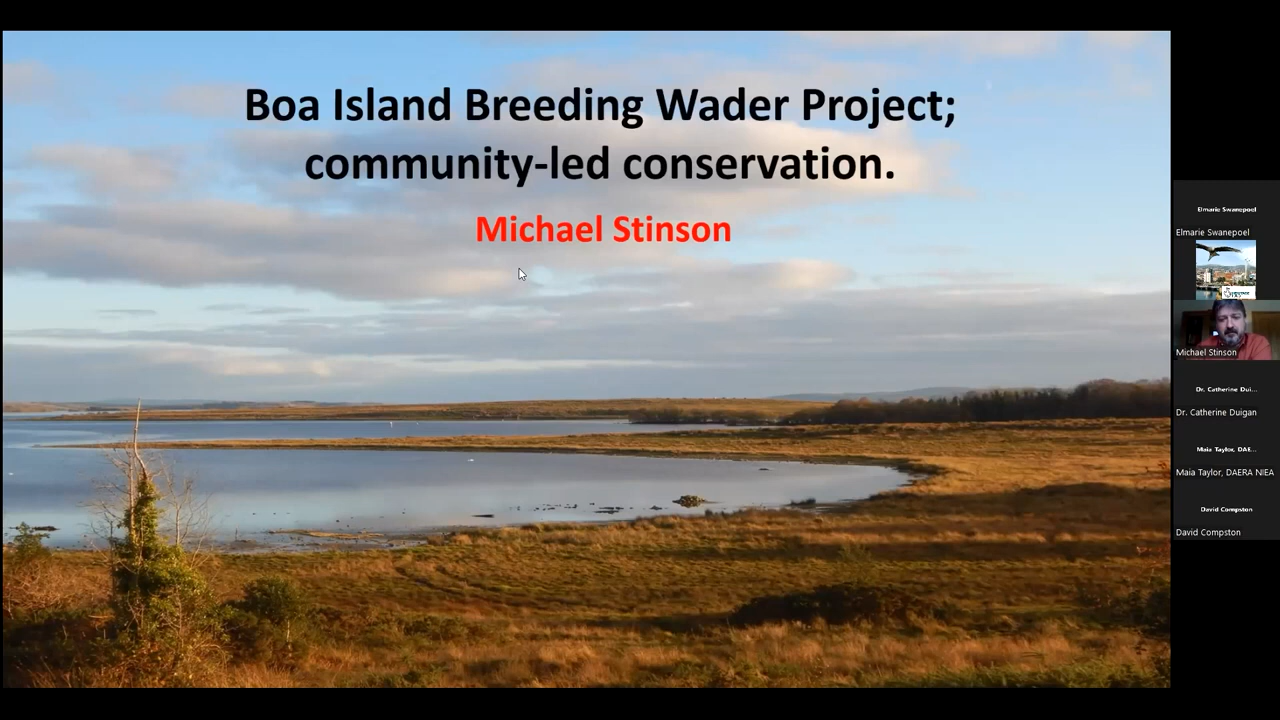 Boa Island Breeding Wader Project;
community-led conservation.
Michael Stinson
Elmarie Swanepoel
Elmarie Swanepoel
Michael Stinson
Dr. Catherine Dui...
Dr. Catherine Duigan
Maia Taylor, DAE...
Maia Taylor, DAERA NIEA
David Compston
David Compston